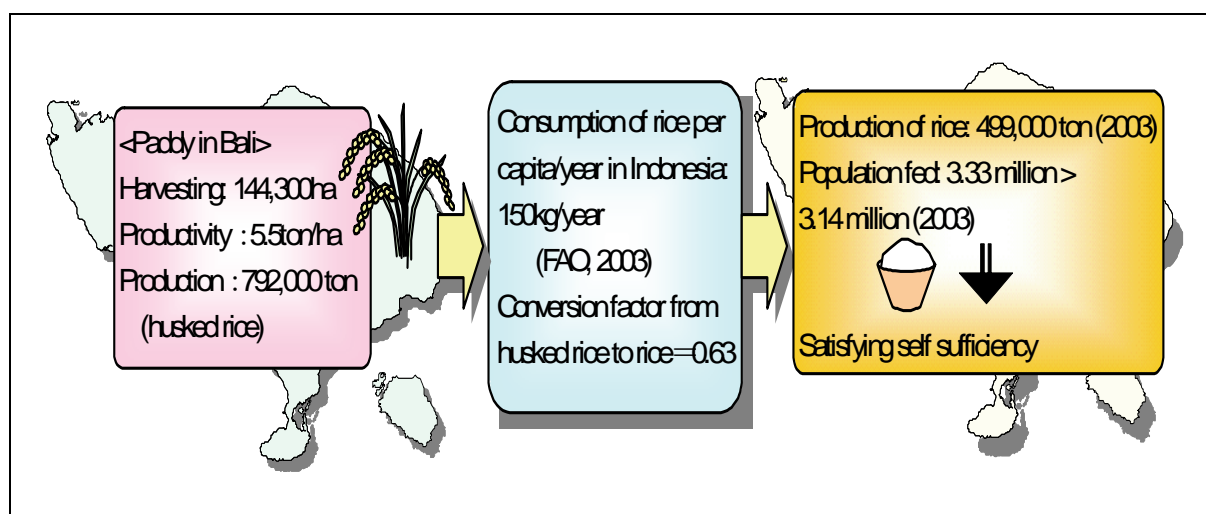 <Paddy in Bali>
Harvesting: 144,300ha
Productivity : 5.5ton/ha
Production : 792,000 ton
(husked rice)
Consumption of rice per
capita/year in Indonesia:
150kg/year
(FAO, 2003)
Conversion factor from
husked rice to rice=0.63
Production of rice: 499,000 ton (2003)
Population fed: 3.33 million >
3.14 million (2003)
Satisfying self sufficiency